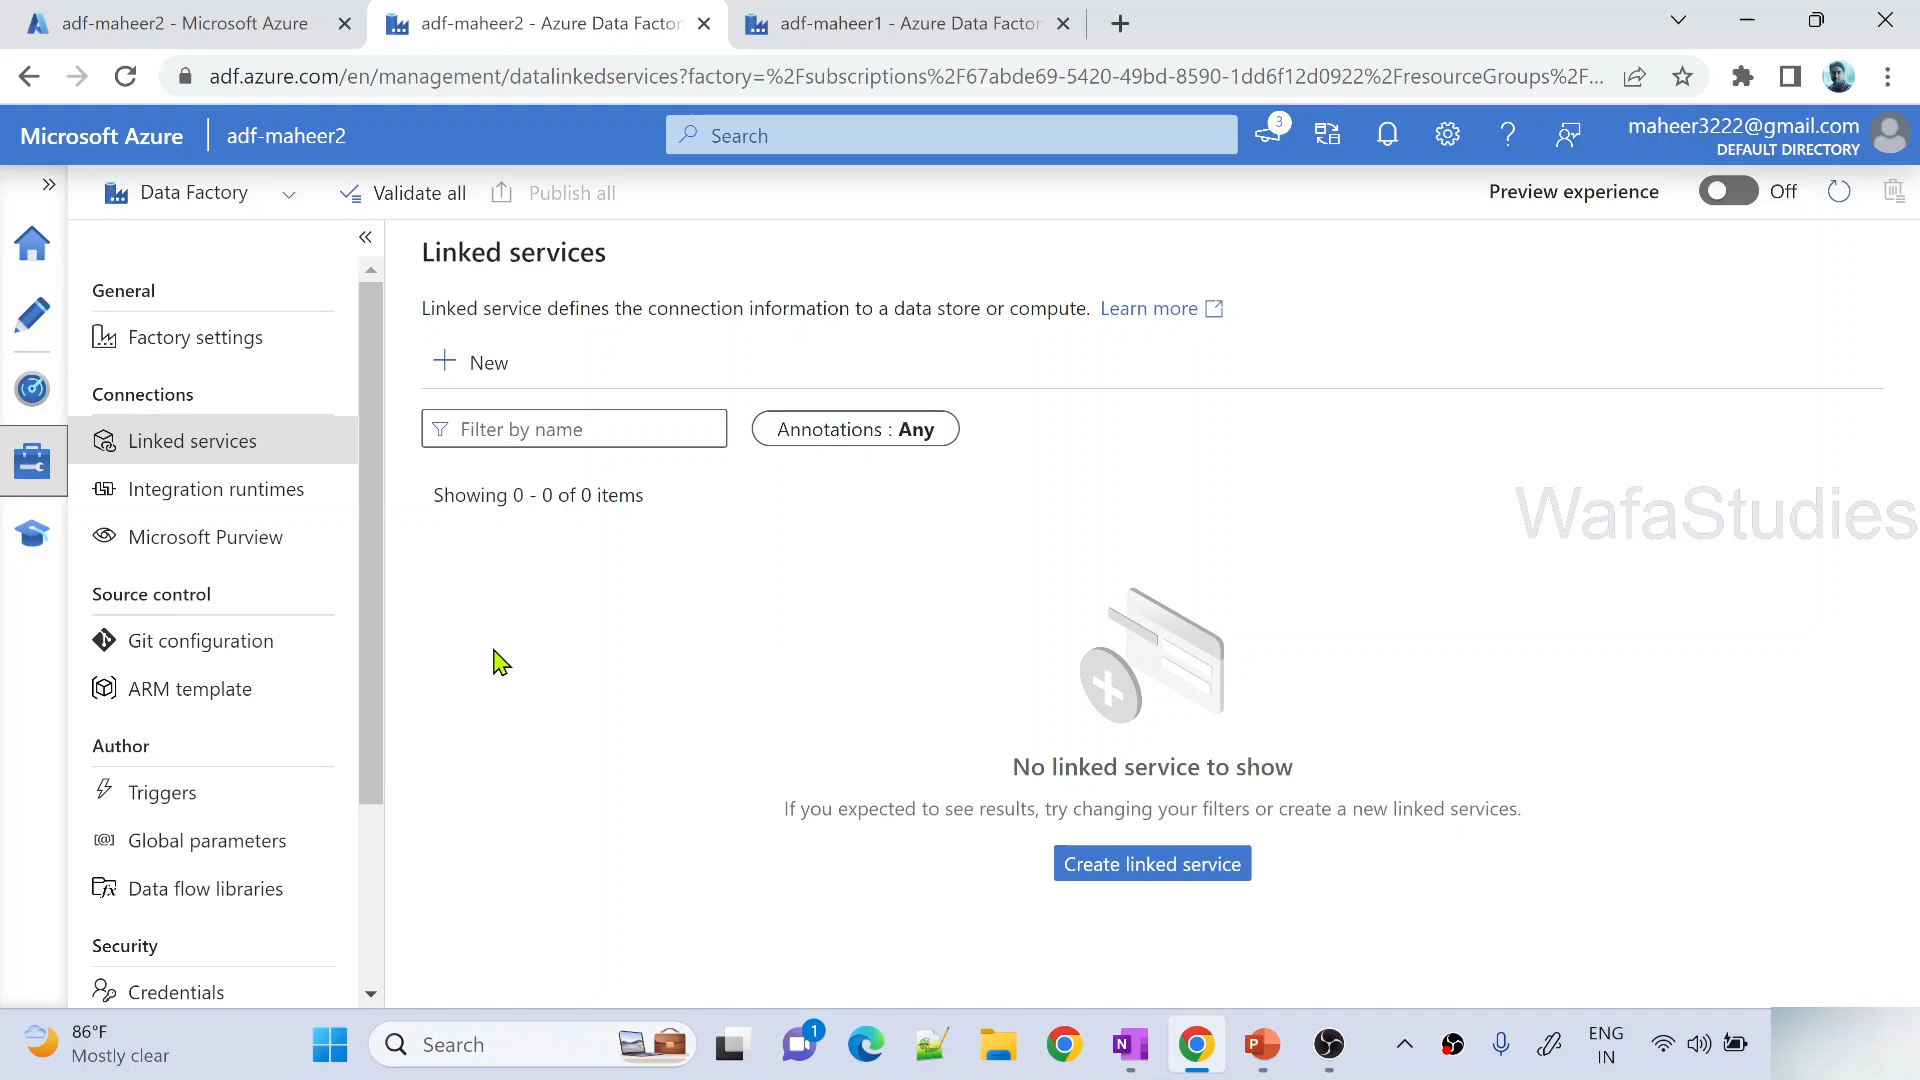 adf-maheer2 - Microsoft Azure
adf-maheer2 - Azure Data Factor
adf-maheer1 - Azure Data Factor
adf.azure.com/en/management/datalinkedservices?factory=%2Fsubscriptions%2F67abde69-5420-49bd-8590-1dd6f12d0922%2FresourceGroups%2F...
Microsoft Azure
adf-maheer2
Search
3
maheer3222@gmail.com
DEFAULT DIRECTORY
Data Factory
Validate all
Publish all
Preview experience
Off
General
Factory settings
Connections
Linked services
Integration runtimes
Microsoft Purview
Source control
Git configuration
ARM template
Author
Triggers
Global parameters
Data flow libraries
Security
Credentials
Linked services
Linked service defines the connection information to a data store or compute. Learn more
New
Filter by name
Annotations : Any
Showing 0 - 0 of 0 items
WafaStudies
No linked service to show
If you expected to see results, try changing your filters or create a new linked services.
Create linked service
86°F
Mostly clear
Search
1
ENG
IN